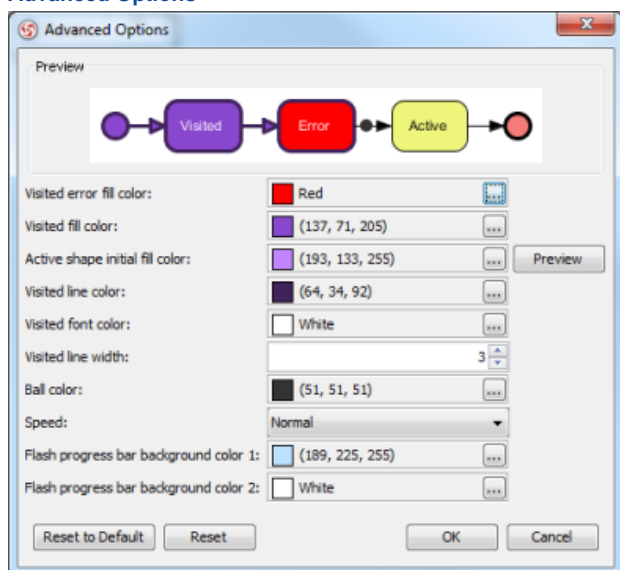 Advanced Options
Advanced Options
Preview
Visited
Error
Active
Visited error fill color:
Red
...
Visited fill color:
(137, 71, 205)
...
Active shape initial fill color:
(193, 133, 255)
...
Preview
Visited line color:
(64, 34, 92)
...
Visited font color:
White
...
Visited line width:
3
Ball color:
(51, 51, 51)
...
Speed:
Normal
Flash progress bar background color 1:
(189, 225, 255)
...
Flash progress bar background color 2:
White
...
Reset to Default
Reset
OK
Cancel